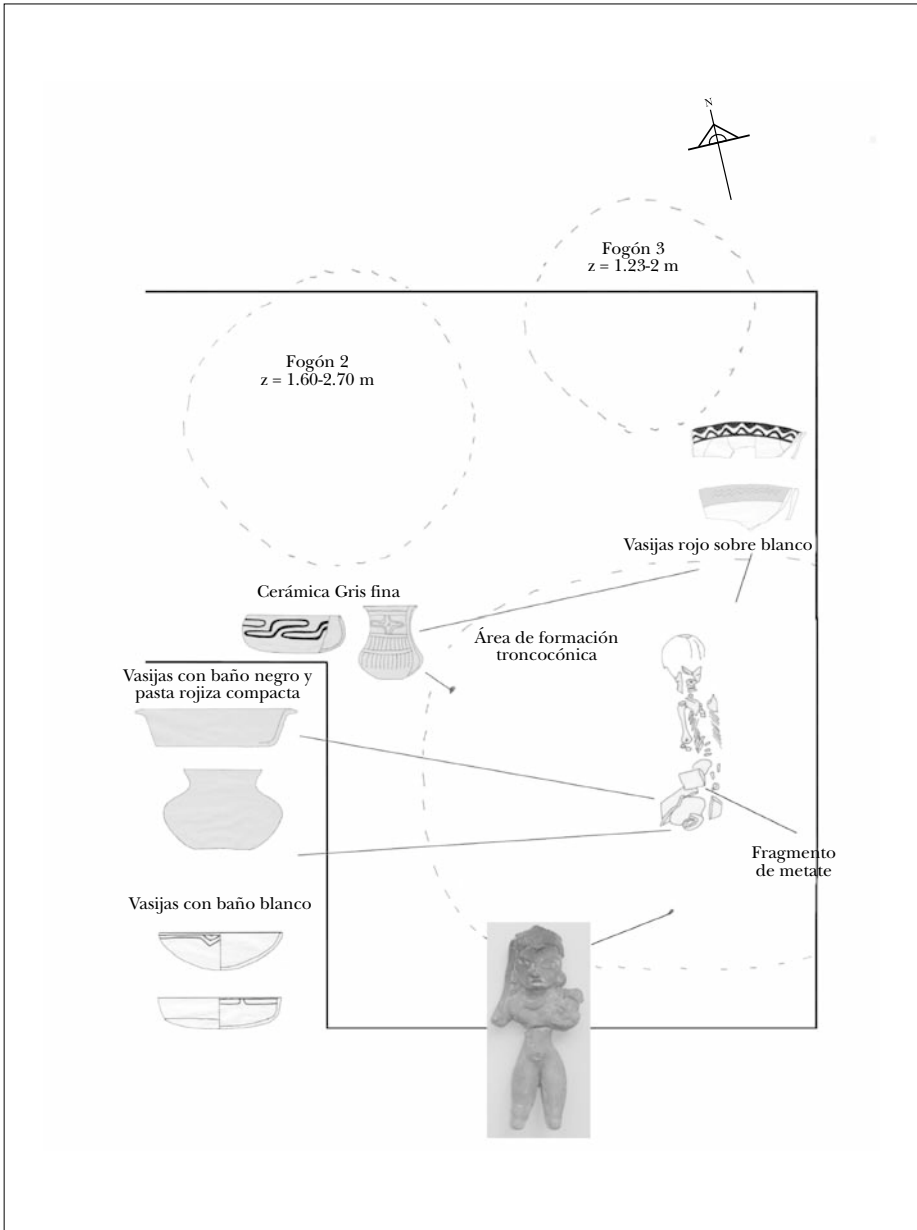 N
Fogón 3
z = 1.23-2 m
Fogón 2
z = 1.60-2.70 m
Vasijas rojo sobre blanco
Cerámica Gris fina
Área de formación
troncocónica
Vasijas con baño negro y
pasta rojiza compacta
Fragmento
de metate
Vasijas con baño blanco